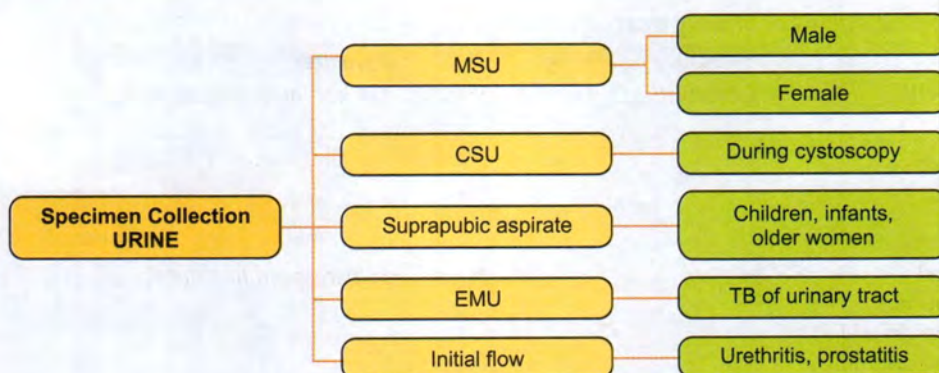 Specimen Collection
URINE
MSU
Male
Female
CSU
During cystoscopy
Suprapubic aspirate
Children, infants,
older women
EMU
TB of urinary tract
Initial flow
Urethritis, prostatitis